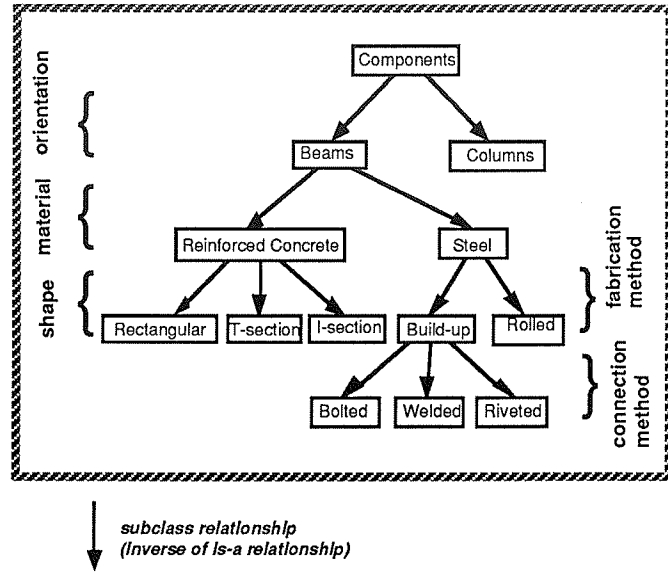 Components
orientation
Beams
Columns
material
Reinforced Concrete
Steel
fabrication
method
shape
Rectangular
T-section
I-section
Build-up
Rolled
connection
method
Bolted
Welded
Riveted
subclass relationship
(inverse of Is-a relationship)